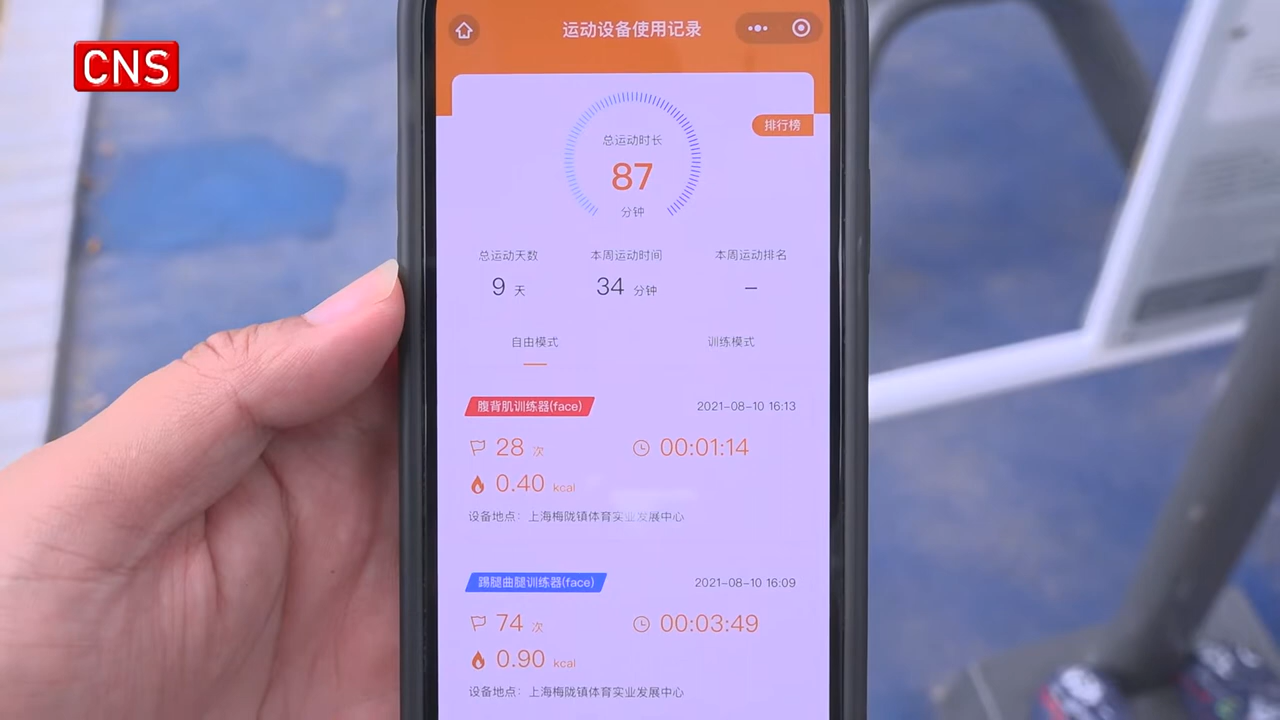 CNS
运动设备使用记录
排行榜
总运动时长
87
分钟
总运动天数 本周运动时间 本周运动排名
9 天 34 分钟 –
自由模式 训练模式
腹背肌训练器(face) 2021-08-10 16:13
28 次 00:01:14
0.40 kcal
设备地点：上海梅陇镇体育实业发展中心
踢腿曲腿训练器(face) 2021-08-10 16:09
74 次 00:03:49
0.90 kcal
设备地点：上海梅陇镇体育实业发展中心